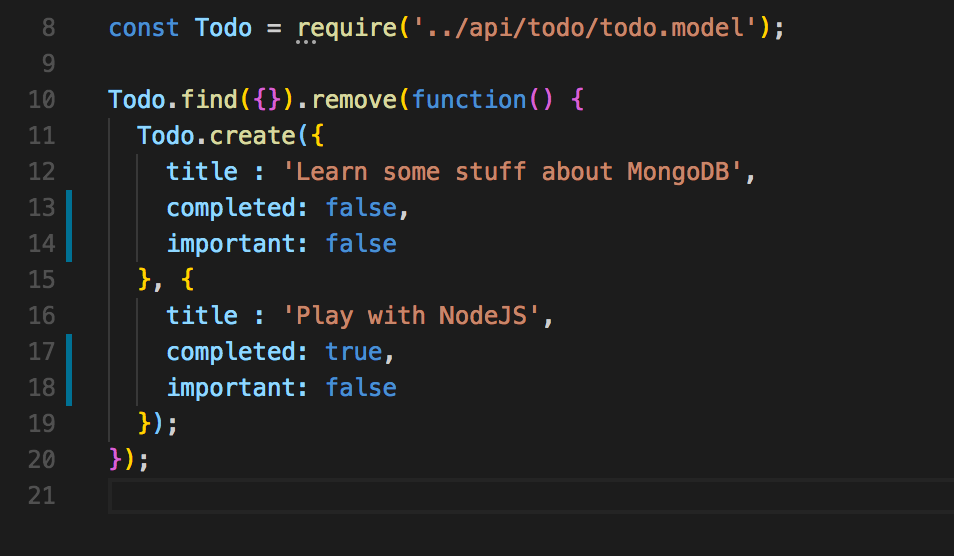 8 const Todo = require('../api/todo/todo.model');
9
10 Todo.find({}).remove(function() {
11   Todo.create({
12     title : 'Learn some stuff about MongoDB',
13     completed: false,
14     important: false
15   }, {
16     title : 'Play with NodeJS',
17     completed: true,
18     important: false
19   });
20 });
21